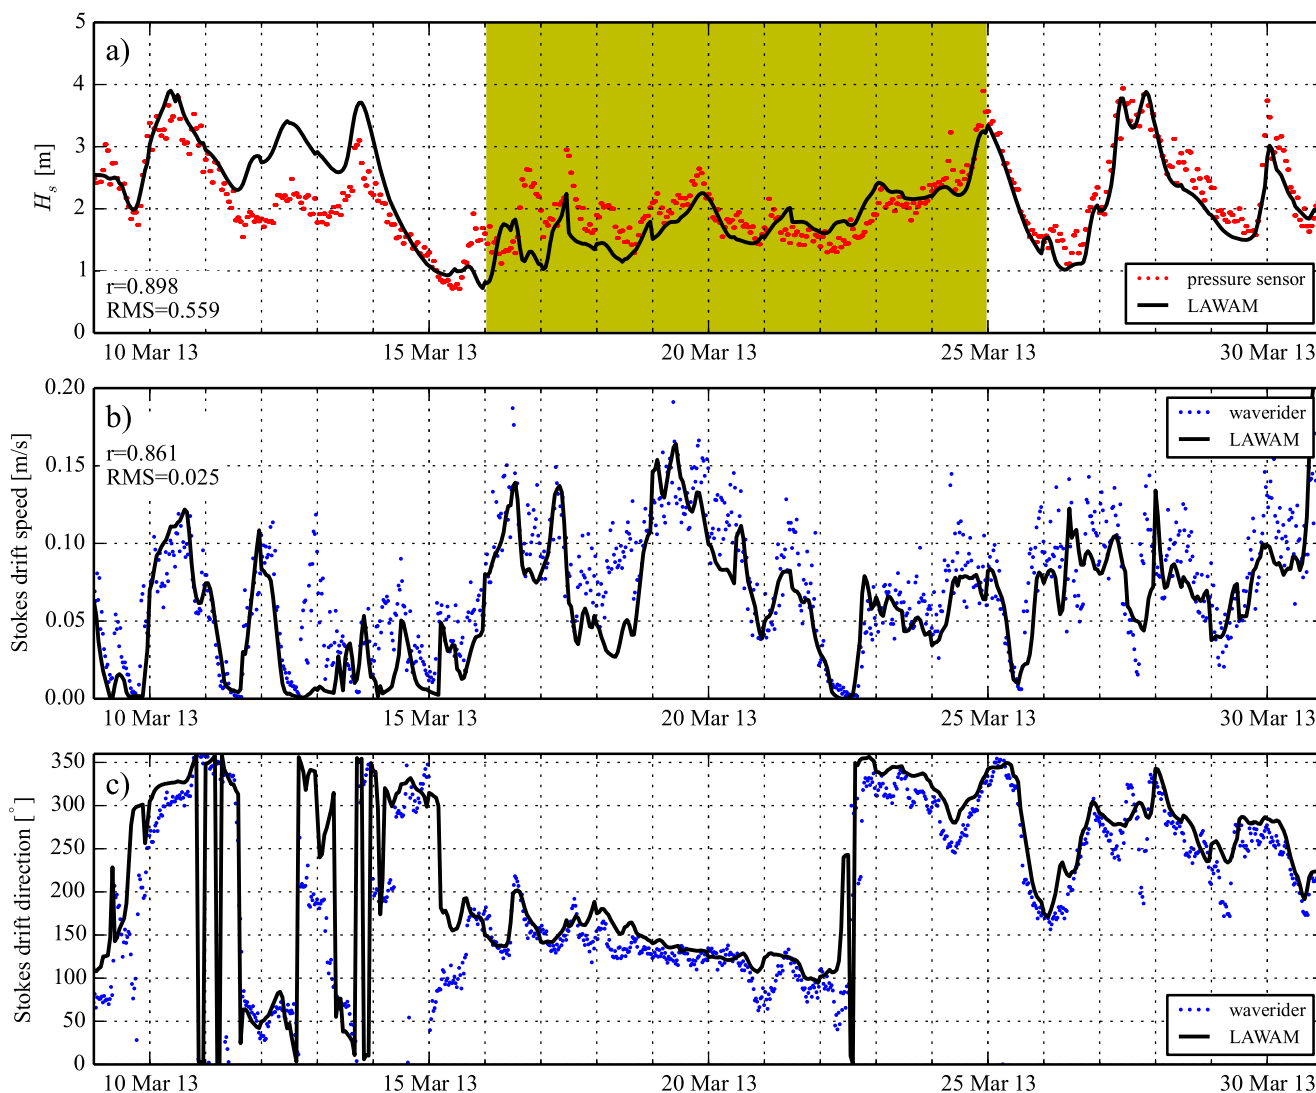 5
4
3
2
1
0
H_s [m]
a)
r=0.898
RMS=0.559
pressure sensor
LAWAM
10 Mar 13
15 Mar 13
20 Mar 13
25 Mar 13
30 Mar 13
0.20
0.15
0.10
0.05
0.00
Stokes drift speed [m/s]
b)
r=0.861
RMS=0.025
waverider
LAWAM
10 Mar 13
15 Mar 13
20 Mar 13
25 Mar 13
30 Mar 13
350
300
250
200
150
100
50
0
Stokes drift direction [°]
c)
waverider
LAWAM
10 Mar 13
15 Mar 13
20 Mar 13
25 Mar 13
30 Mar 13